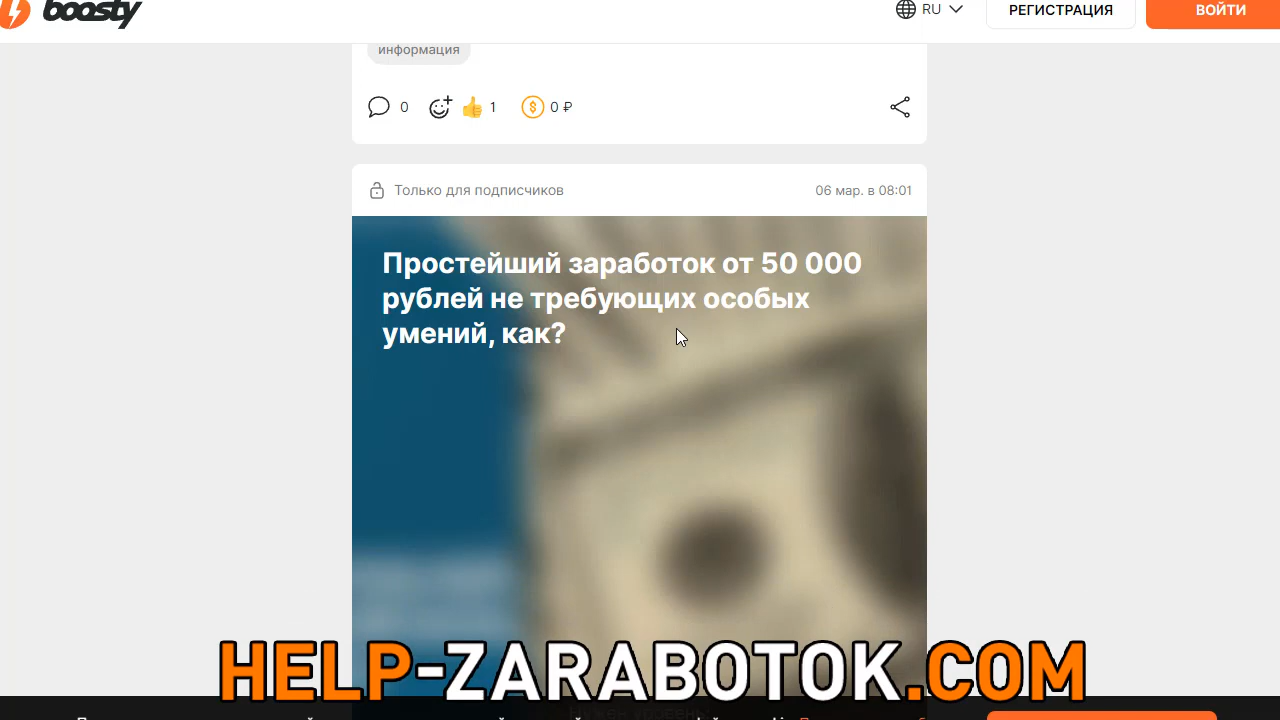 boosty
RU
РЕГИСТРАЦИЯ
ВОЙТИ
информация
0
1
0 ₽
Только для подписчиков
06 мар. в 08:01
Простейший заработок от 50 000
рублей не требующих особых
умений, как?
HELP-ZARABOTOK.COM